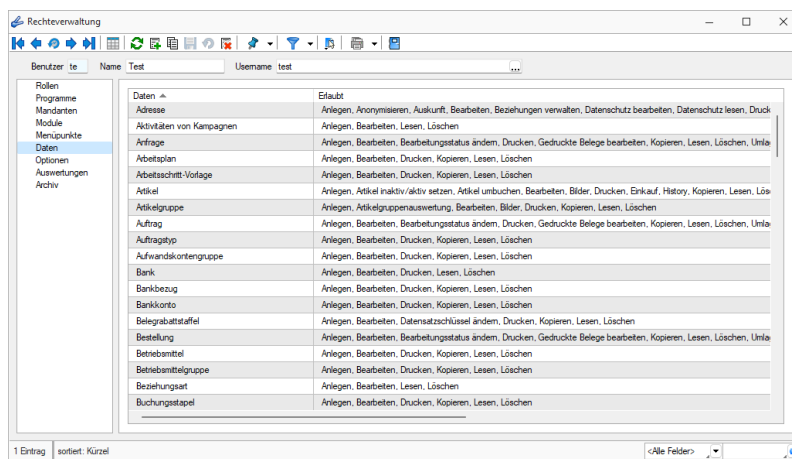 Rechteverwaltung
Benutzer te Name Test Username test ...
Rollen
Programme
Mandanten
Module
Menüpunkte
Daten
Optionen
Auswertungen
Archiv
Daten Erlaubt
Adresse Anlegen, Anonymisieren, Auskunft, Bearbeiten, Beziehungen verwalten, Datenschutz bearbeiten, Datenschutz lesen, Druck
Aktivitäten von Kampagnen Anlegen, Bearbeiten, Lesen, Löschen
Anfrage Anlegen, Bearbeiten, Bearbeitungsstatus ändern, Drucken, Gedruckte Belege bearbeiten, Kopieren, Lesen, Löschen, Umla
Arbeitsplan Anlegen, Bearbeiten, Drucken, Kopieren, Lesen, Löschen
Arbeitsschritt-Vorlage Anlegen, Bearbeiten, Drucken, Kopieren, Lesen, Löschen
Artikel Anlegen, Artikel inaktiv/aktiv setzen, Artikel umbuchen, Bearbeiten, Bilder, Drucken, Einkauf, History, Kopieren, Lesen, Lös
Artikelgruppe Anlegen, Artikelgruppenauswertung, Bearbeiten, Bilder, Drucken, Kopieren, Lesen, Löschen
Auftrag Anlegen, Bearbeiten, Bearbeitungsstatus ändern, Drucken, Gedruckte Belege bearbeiten, Kopieren, Lesen, Löschen, Umla
Auftragstyp Anlegen, Bearbeiten, Drucken, Kopieren, Lesen, Löschen
Aufwandskontengruppe Anlegen, Bearbeiten, Drucken, Kopieren, Lesen, Löschen
Bank Anlegen, Bearbeiten, Drucken, Lesen, Löschen
Bankbezug Anlegen, Bearbeiten, Drucken, Kopieren, Lesen, Löschen
Bankkonto Anlegen, Bearbeiten, Drucken, Kopieren, Lesen, Löschen
Belegrabattstaffel Anlegen, Bearbeiten, Datensatzschlüssel ändern, Drucken, Kopieren, Lesen, Löschen
Bestellung Anlegen, Bearbeiten, Bearbeitungsstatus ändern, Drucken, Gedruckte Belege bearbeiten, Kopieren, Lesen, Löschen, Umla
Betriebsmittel Anlegen, Bearbeiten, Drucken, Kopieren, Lesen, Löschen
Betriebsmittelgruppe Anlegen, Bearbeiten, Drucken, Kopieren, Lesen, Löschen
Beziehungsart Anlegen, Bearbeiten, Lesen, Löschen
Buchungsstapel Anlegen, Bearbeiten, Drucken, Kopieren, Lesen, Löschen
1 Eintrag sortiert: Kürzel <Alle Felder>